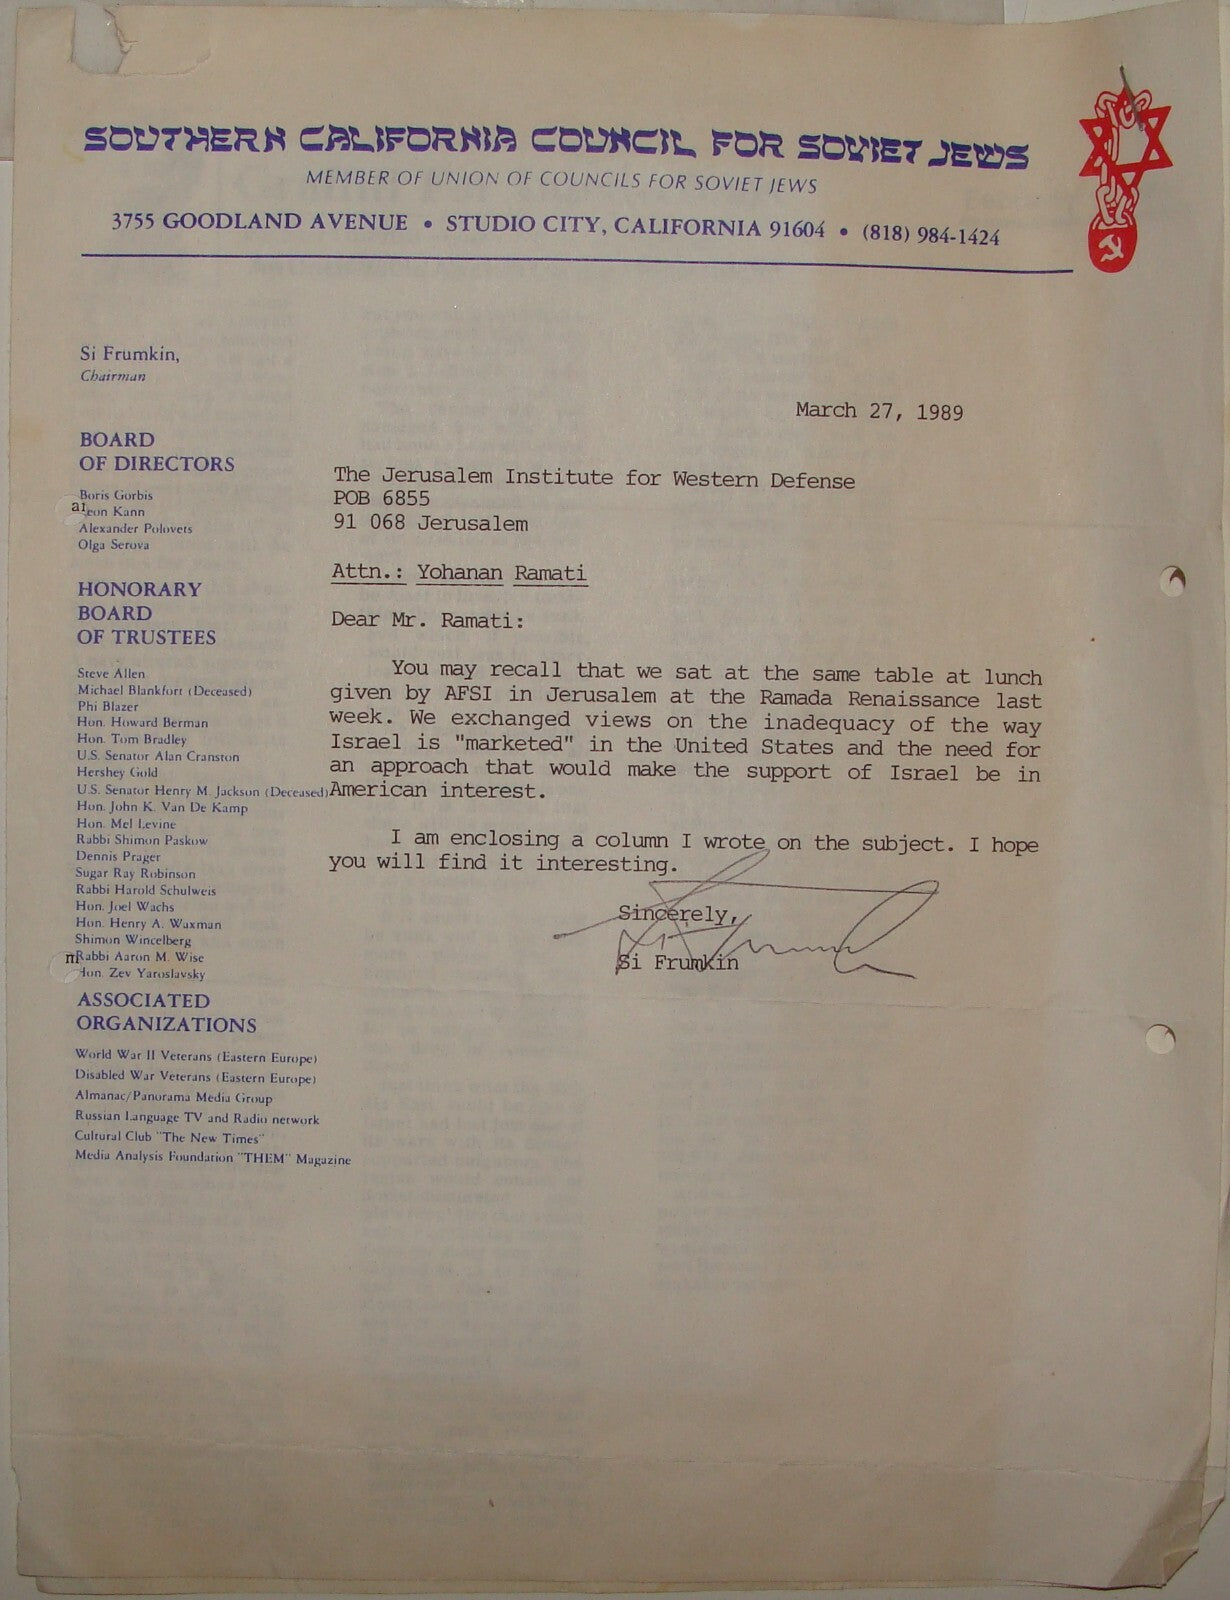 SOUTHERN CALIFORNIA COUNCIL FOR SOVIET JEWS
MEMBER OF UNION OF COUNCILS FOR SOVIET JEWS
3755 GOODLAND AVENUE • STUDIO CITY, CALIFORNIA 91604 • (818) 984-1424
Si Frumkin,
Chairman
BOARD
OF DIRECTORS
Boris Gorbis
Kann
Alexander Polovets
Olga Serova
HONORARY
BOARD
OF TRUSTEES
Steve Allen
Michael Blankfort (Deceased)
Phi Blazer
Hon. Howard Berman
Hon. Tom Bradley
U.S. Senator Alan Cranston
Hershey Gold
U.S. Senator Henry M. Jackson (Deceased)
Hon. John K. Van De Kamp
Hon. Mel Levine
Rabbi Shimon Paskow
Dennis Prager
Sugar Ray Robinson
Rabbi Harold Schulweis
Hon. Joel Wachs
Hon. Henry A. Waxman
Shimon Wincelberg
Rabbi Aaron M. Wise
Hon. Zev Yaroslavsky
ASSOCIATED
ORGANIZATIONS
World War II Veterans (Eastern Europe)
Disabled War Veterans (Eastern Europe)
Almanac/Panorama Media Group
Russian Language TV and Radio network
Cultural Club "The New Times"
Media Analysis Foundation "THEM" Magazine
March 27, 1989
The Jerusalem Institute for Western Defense
POB 6855
91 068 Jerusalem
Attn.: Yohanan Ramati
Dear Mr. Ramati:
You may recall that we sat at the same table at lunch
given by AFSI in Jerusalem at the Ramada Renaissance last
week. We exchanged views on the inadequacy of the way
Israel is "marketed" in the United States and the need for
an approach that would make the support of Israel be in
American interest.
I am enclosing a column I wrote on the subject. I hope
you will find it interesting.
Sincerely,
Si Frumkin